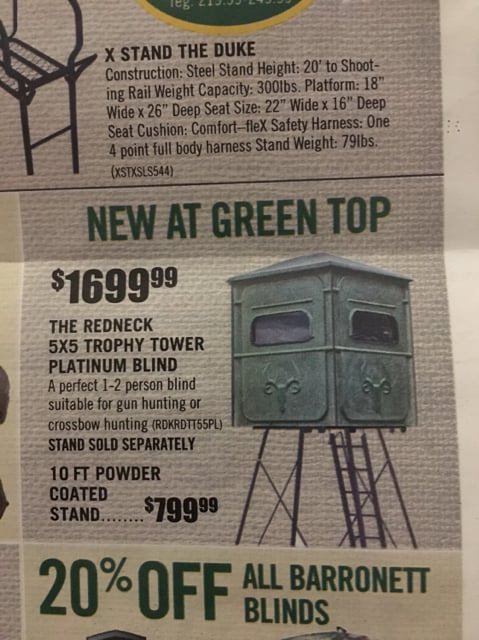 X STAND THE DUKE
Construction: Steel Stand Height: 20' to Shoot-
ing Rail Weight Capacity: 300lbs. Platform: 18"
Wide x 26" Deep Seat Size: 22" Wide x 16" Deep
Seat Cushion: Comfort–fleX Safety Harness: One
4 point full body harness Stand Weight: 79lbs.
(XSTXSLS544)
NEW AT GREEN TOP
$1699⁹⁹
THE REDNECK
5X5 TROPHY TOWER
PLATINUM BLIND
A perfect 1-2 person blind
suitable for gun hunting or
crossbow hunting (RDKRDTT55PL)
STAND SOLD SEPARATELY
10 FT POWDER
COATED
STAND........ $799⁹⁹
20% OFF ALL BARRONETT
BLINDS